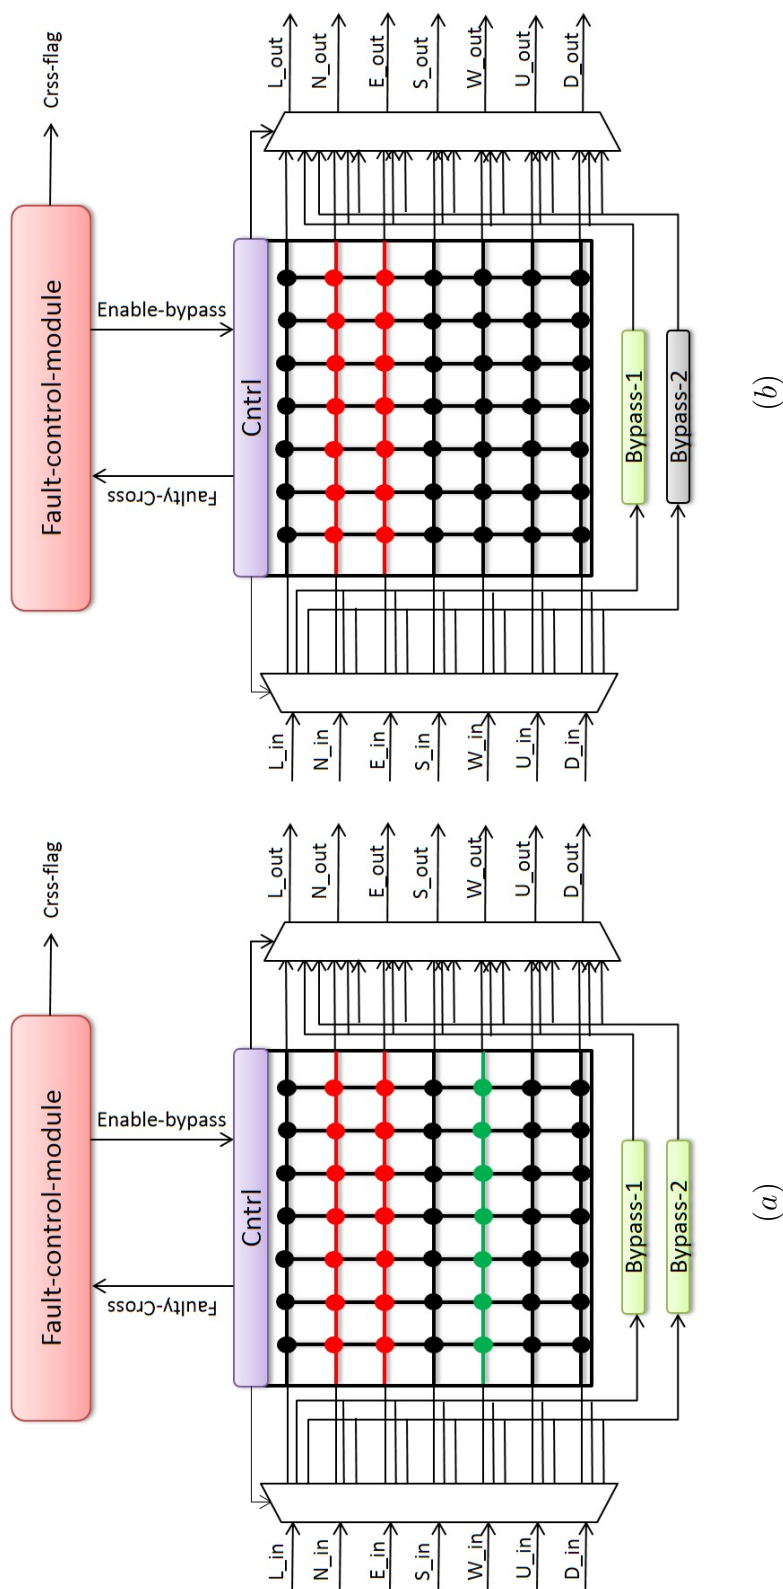 Crss-flag
Fault-control-module
Enable-bypass
Faulty-Cross
Cntrl
L_out
N_out
E_out
S_out
W_out
U_out
D_out
L_in
N_in
E_in
S_in
W_in
U_in
D_in
Bypass-1
Bypass-2
(b)
Crss-flag
Fault-control-module
Enable-bypass
Faulty-Cross
Cntrl
L_out
N_out
E_out
S_out
W_out
U_out
D_out
L_in
N_in
E_in
S_in
W_in
U_in
D_in
Bypass-1
Bypass-2
(a)